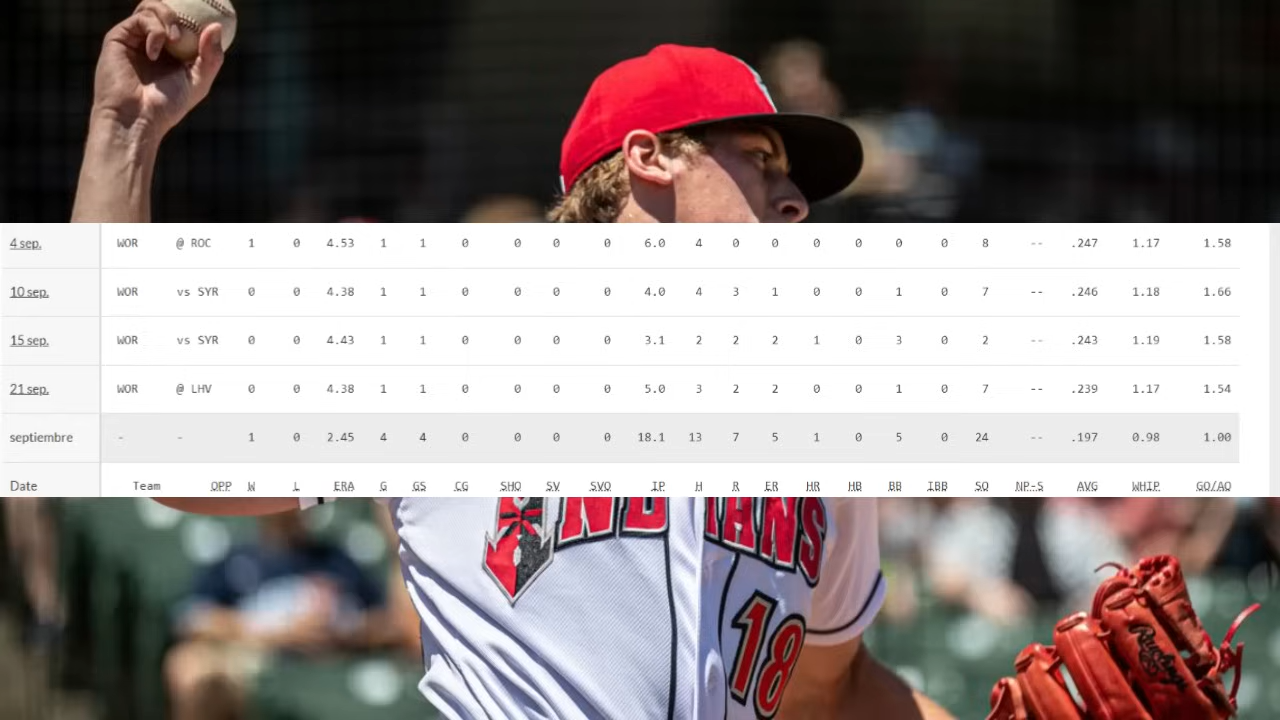 4 sep. WOR @ ROC 1 0 4.53 1 1 0 0 0 0 6.0 4 0 0 0 0 0 0 8 -- .247 1.17 1.58
10 sep. WOR vs SYR 0 0 4.38 1 1 0 0 0 0 4.0 4 3 1 0 0 1 0 7 -- .246 1.18 1.66
15 sep. WOR vs SYR 0 0 4.43 1 1 0 0 0 0 3.1 2 2 2 1 0 3 0 2 -- .243 1.19 1.58
21 sep. WOR @ LHV 0 0 4.38 1 1 0 0 0 0 5.0 3 2 2 0 0 1 0 7 -- .239 1.17 1.54
septiembre - - 1 0 2.45 4 4 0 0 0 0 18.1 13 7 5 1 0 5 0 24 -- .197 0.98 1.00
Date Team OPP W L ERA G GS CG SHO SV SVO IP H R ER HR HB BB IBB SO NP-S AVG WHIP GO/AO
INDIANS
18
Rawlings